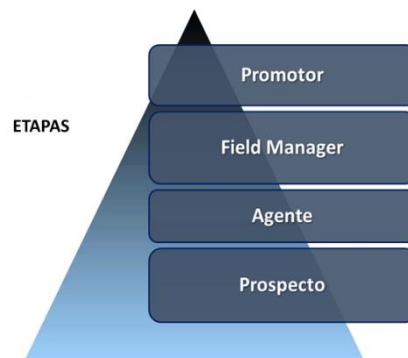 Promotor
ETAPAS
Field Manager
Agente
Prospecto